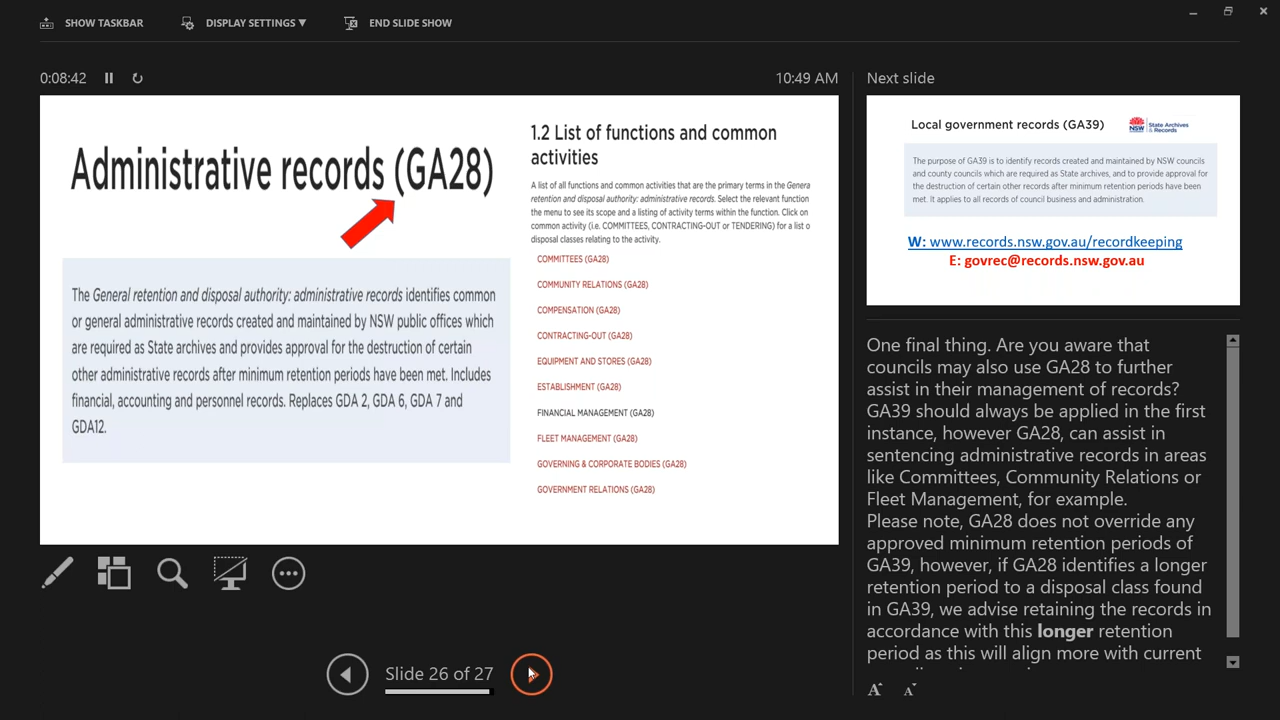 SHOW TASKBAR
DISPLAY SETTINGS ▼
END SLIDE SHOW
0:08:42
10:49 AM
Administrative records (GA28)
The General retention and disposal authority: administrative records identifies common
or general administrative records created and maintained by NSW public offices which
are required as State archives and provides approval for the destruction of certain
other administrative records after minimum retention periods have been met. Includes
financial, accounting and personnel records. Replaces GDA 2, GDA 6, GDA 7 and
GDA12.
1.2 List of functions and common
activities
A list of all functions and common activities that are the primary terms in the Genera
retention and disposal authority: administrative records. Select the relevant function
the menu to see its scope and a listing of activity terms within the function. Click on
common activity (i.e. COMMITTEES, CONTRACTING-OUT or TENDERING) for a list o
disposal classes relating to the activity.
COMMITTEES (GA28)
COMMUNITY RELATIONS (GA28)
COMPENSATION (GA28)
CONTRACTING-OUT (GA28)
EQUIPMENT AND STORES (GA28)
ESTABLISHMENT (GA28)
FINANCIAL MANAGEMENT (GA28)
FLEET MANAGEMENT (GA28)
GOVERNING & CORPORATE BODIES (GA28)
GOVERNMENT RELATIONS (GA28)
Slide 26 of 27
Next slide
Local government records (GA39)
NSW
State Archives
& Records
The purpose of GA39 is to identify records created and maintained by NSW councils
and county councils which are required as State archives, and to provide approval for
the destruction of certain other records after minimum retention periods have been
met. It applies to all records of council business and administration.
W: www.records.nsw.gov.au/recordkeeping
E: govrec@records.nsw.gov.au
One final thing. Are you aware that
councils may also use GA28 to further
assist in their management of records?
GA39 should always be applied in the first
instance, however GA28, can assist in
sentencing administrative records in areas
like Committees, Community Relations or
Fleet Management, for example.
Please note, GA28 does not override any
approved minimum retention periods of
GA39, however, if GA28 identifies a longer
retention period to a disposal class found
in GA39, we advise retaining the records in
accordance with this longer retention
period as this will align more with current
A A